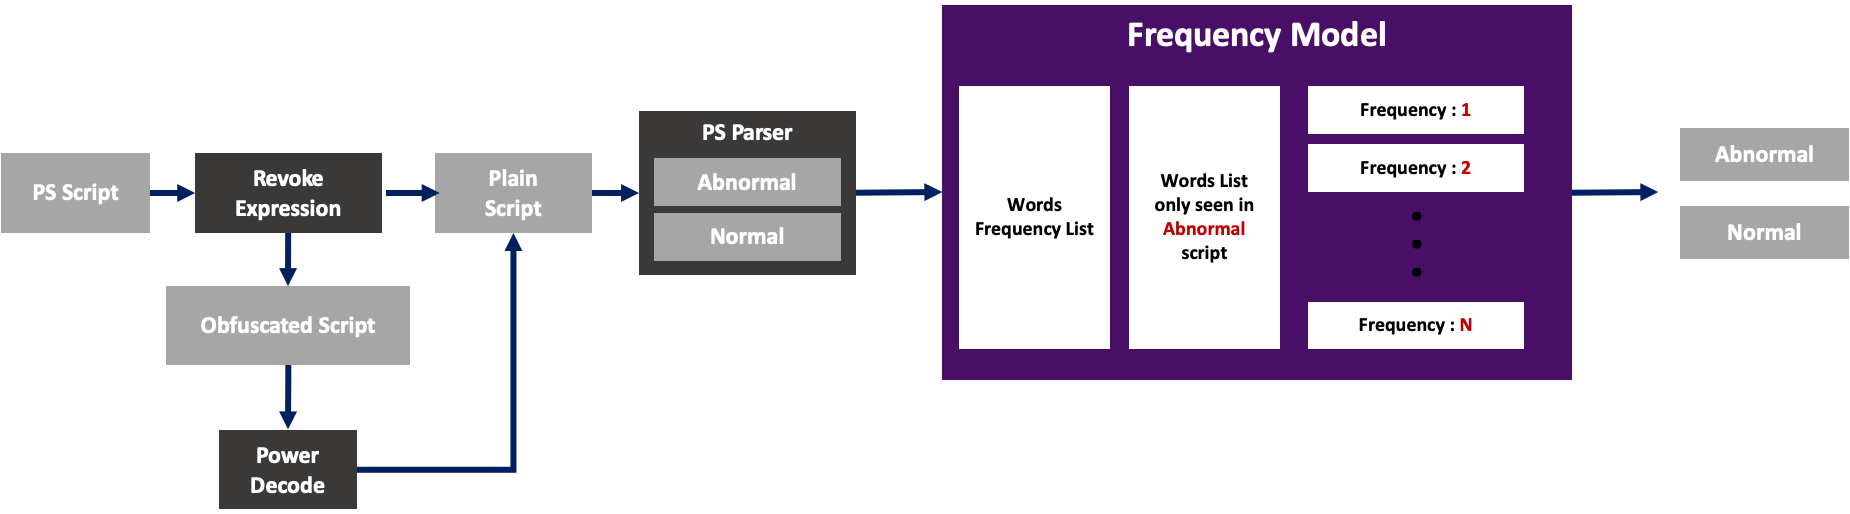 PS Script
Revoke
Expression
Plain
Script
Obfuscated Script
Power
Decode
PS Parser
Abnormal
Normal
Frequency Model
Words
Frequency List
Words List
only seen in
Abnormal
script
Frequency : 1
Frequency : 2
Frequency : N
Abnormal
Normal